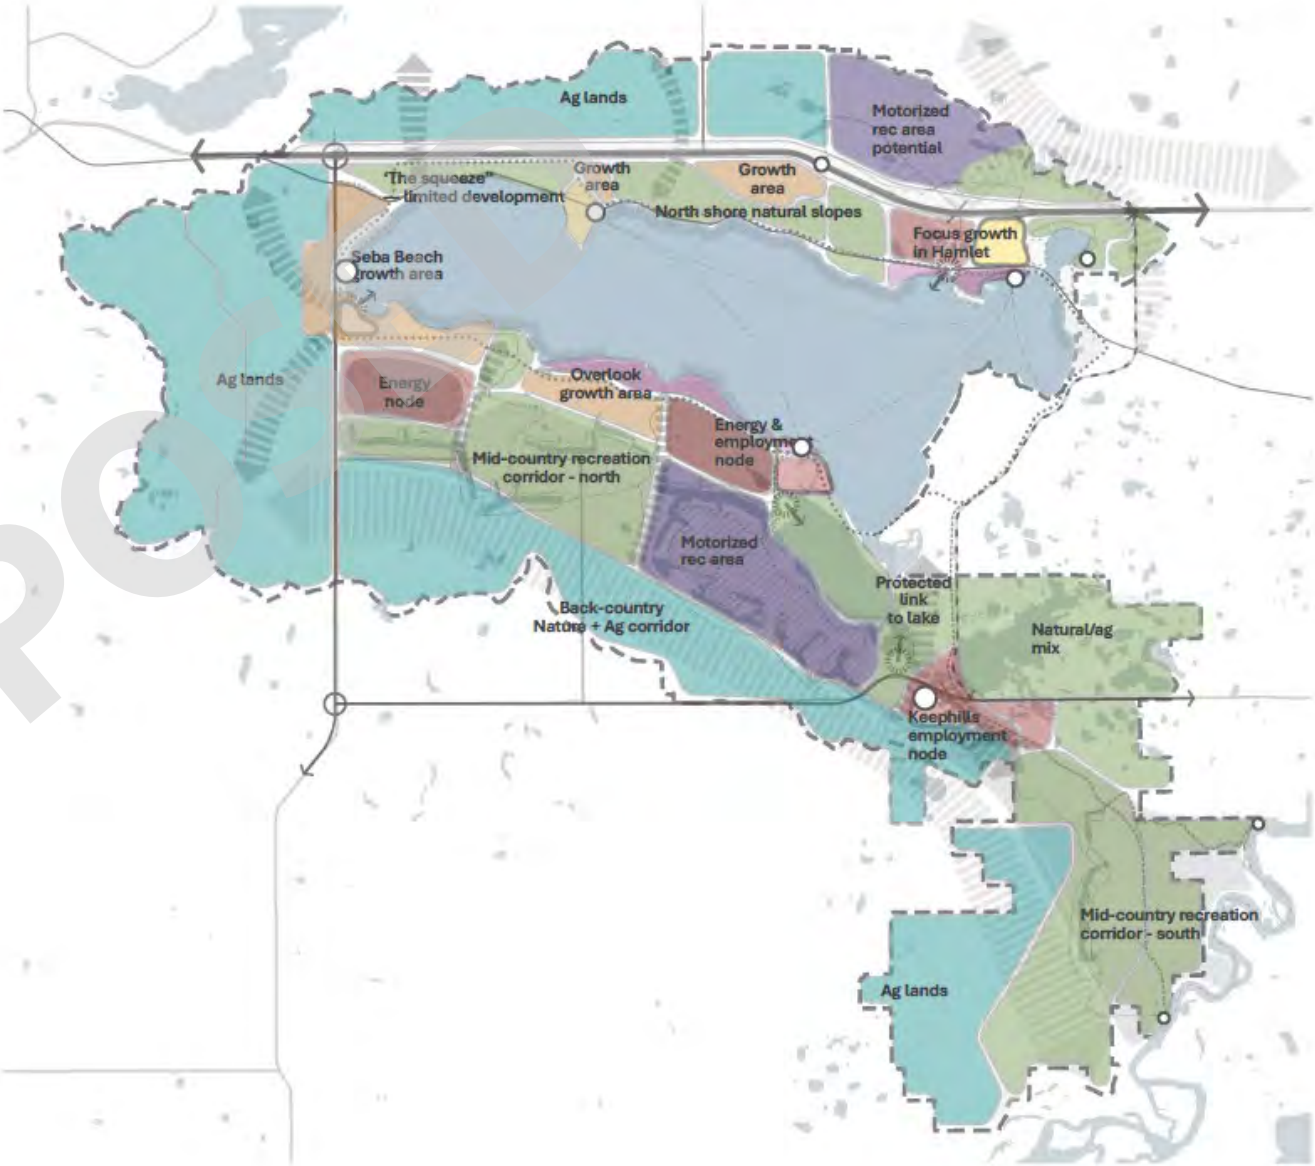 Ag lands
Motorized
rec area
potential
"The squeeze"
– limited development
Growth
area
Growth
area
North shore natural slopes
Focus growth
in Hamlet
Seba Beach
growth area
Ag lands
Energy
node
Overlook
growth area
Energy &
employment
node
Mid-country recreation
corridor - north
Motorized
rec area
Protected
link
to lake
Back-country
Nature + Ag corridor
Natural/ag
mix
Keephills
employment
node
Mid-country recreation
corridor - south
Ag lands